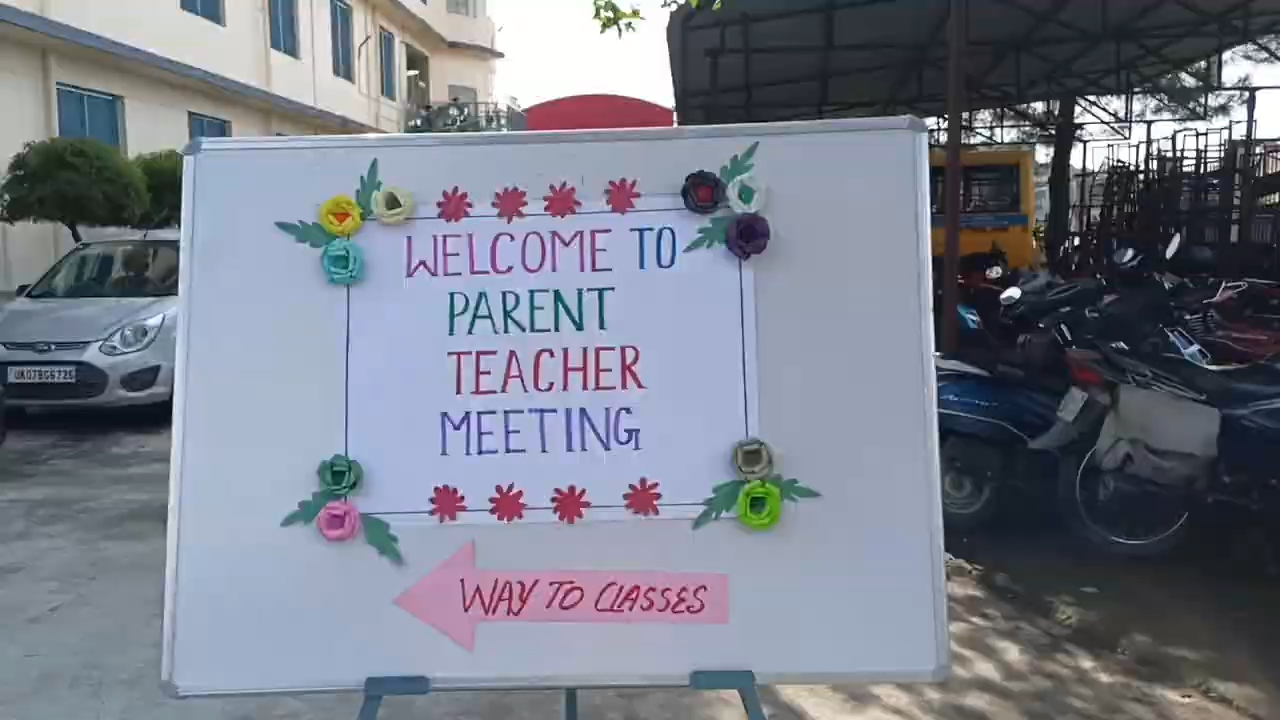 WELCOME TO
PARENT
TEACHER
MEETING
WAY TO CLASSES